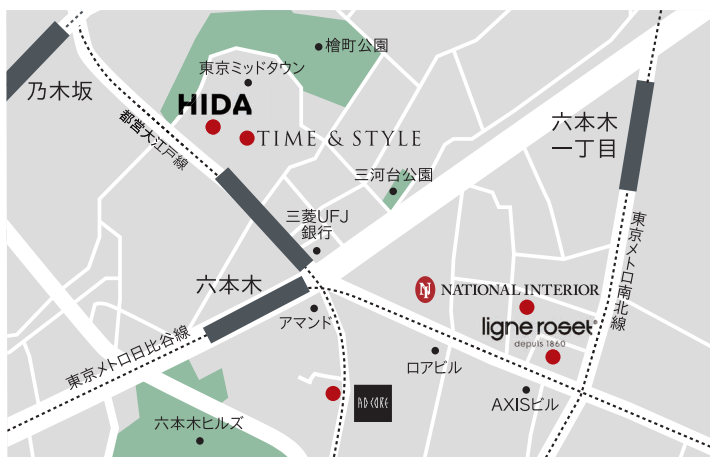 檜町公園
東京ミッドタウン
乃木坂
HIDA
TIME & STYLE
都営大江戸線
六本木
一丁目
三河台公園
三菱UFJ
銀行
東京メトロ南北線
六本木
N
NATIONAL INTERIOR
アマンド
ligne roset
depuis 1860
東京メトロ日比谷線
ロアビル
AD CORE
AXISビル
六本木ヒルズ